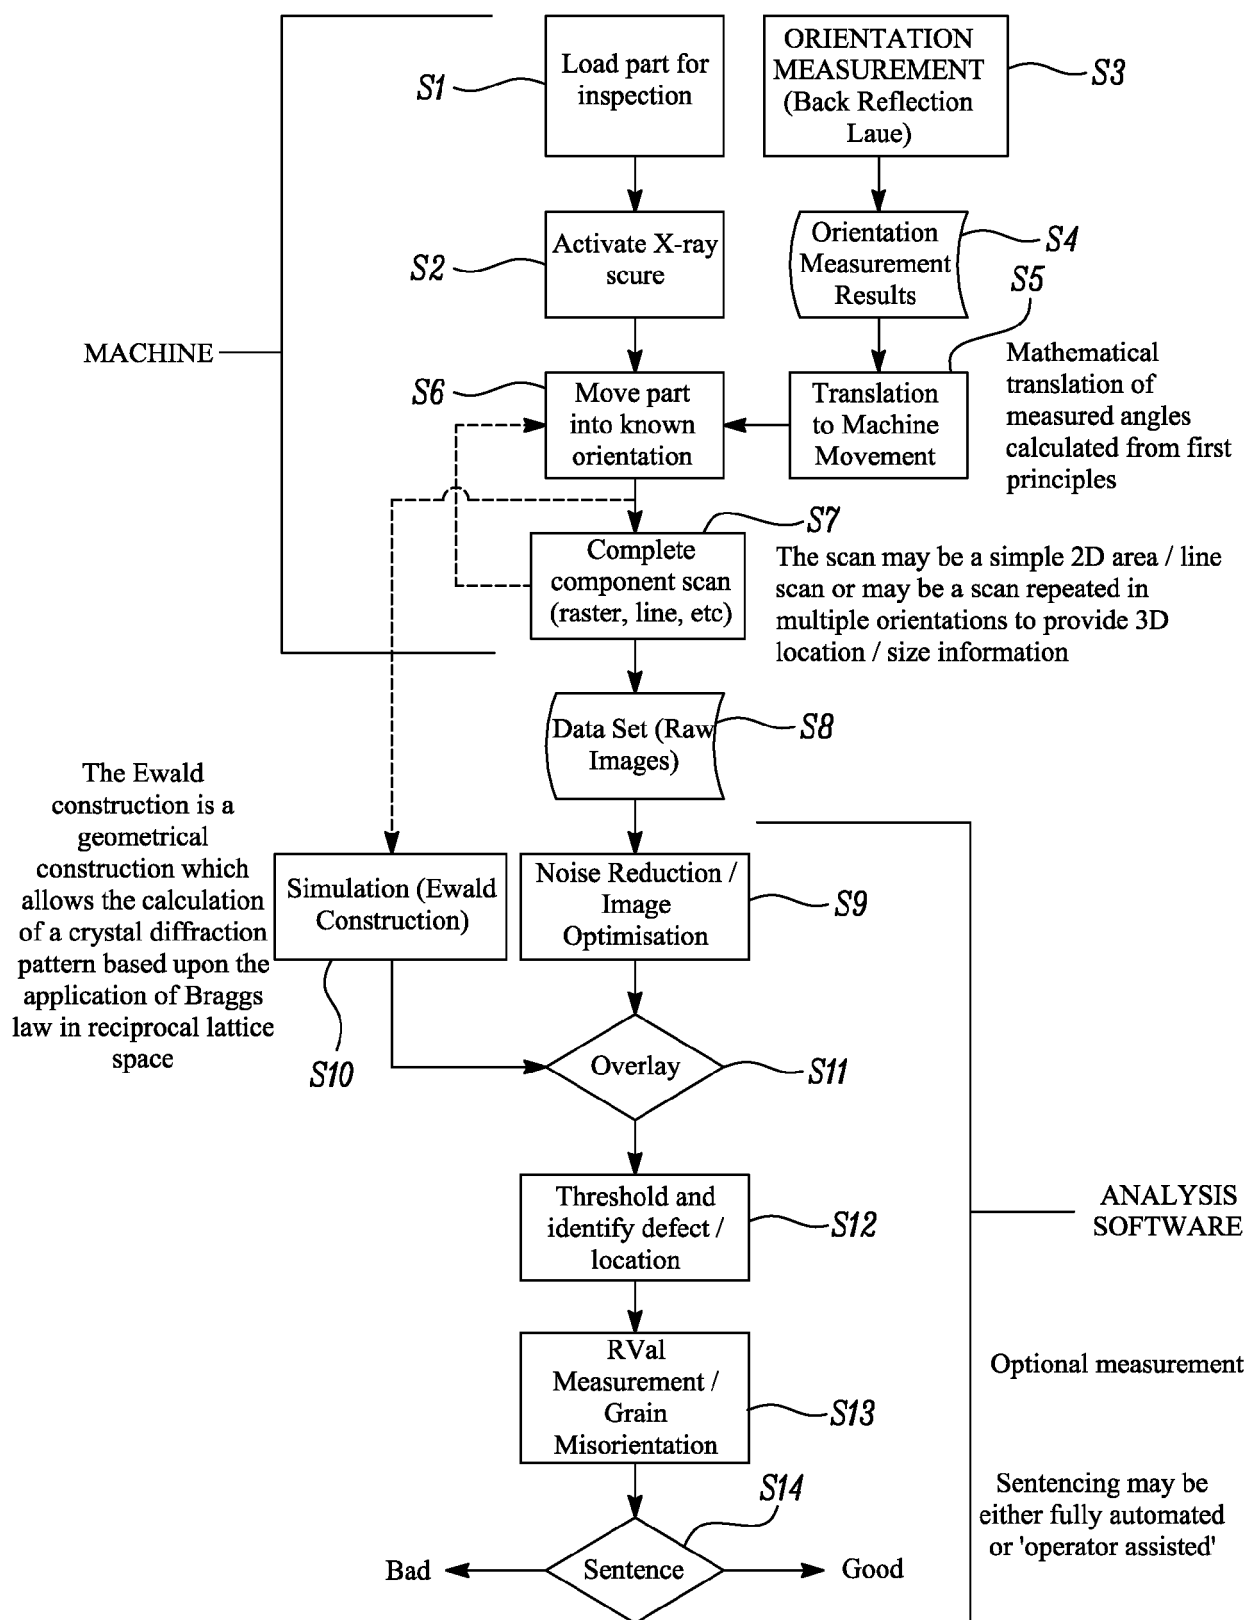 S1
Load part for
inspection
ORIENTATION
MEASUREMENT
(Back Reflection
Laue)
S3
S2
Activate X-ray
scure
Orientation
Measurement
Results
S4
S5
MACHINE
S6
Move part
into known
orientation
Translation
to Machine
Movement
Mathematical
translation of
measured angles
calculated from first
principles
S7
Complete
component scan
(raster, line, etc)
The scan may be a simple 2D area / line
scan or may be a scan repeated in
multiple orientations to provide 3D
location / size information
Data Set (Raw
Images)
S8
The Ewald
construction is a
geometrical
construction which
allows the calculation
of a crystal diffraction
pattern based upon the
application of Braggs
law in reciprocal lattice
space
Simulation (Ewald
Construction)
S10
Noise Reduction /
Image
Optimisation
S9
Overlay
S11
Threshold and
identify defect /
location
S12
ANALYSIS
SOFTWARE
RVal
Measurement /
Grain
Misorientation
S13
Optional measurement
S14
Sentencing may be
either fully automated
or 'operator assisted'
Bad
Sentence
Good